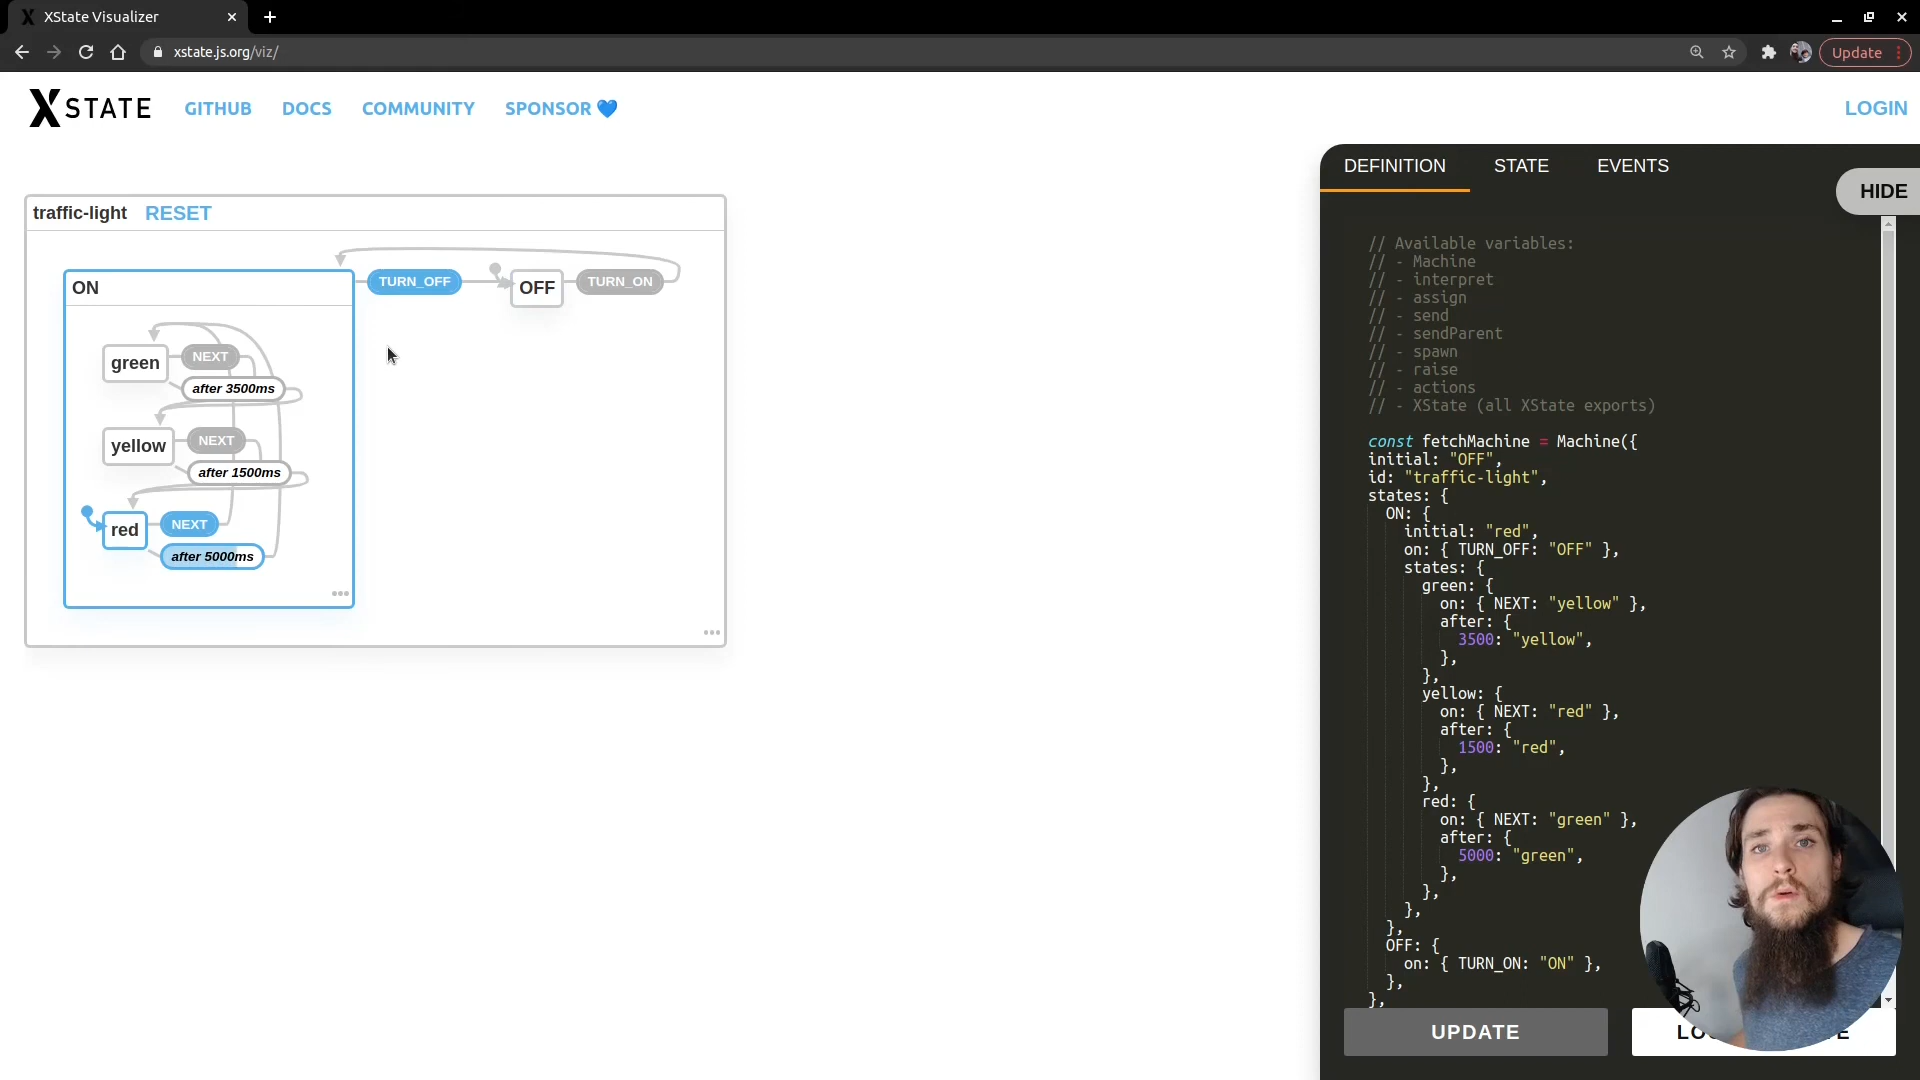 XState Visualizer
xstate.js.org/viz/
Update
XSTATE
GITHUB
DOCS
COMMUNITY
SPONSOR 💙
LOGIN
traffic-light
RESET
ON
TURN_OFF
OFF
TURN_ON
green
NEXT
after 3500ms
yellow
NEXT
after 1500ms
red
NEXT
after 5000ms
DEFINITION
STATE
EVENTS
HIDE
// Available variables:
// - Machine
// - interpret
// - assign
// - send
// - sendParent
// - spawn
// - raise
// - actions
// - XState (all XState exports)
const fetchMachine = Machine({
initial: "OFF",
id: "traffic-light",
states: {
ON: {
initial: "red",
on: { TURN_OFF: "OFF" },
states: {
green: {
on: { NEXT: "yellow" },
after: {
3500: "yellow",
},
},
yellow: {
on: { NEXT: "red" },
after: {
1500: "red",
},
},
red: {
on: { NEXT: "green" },
after: {
5000: "green",
},
},
},
},
OFF: {
on: { TURN_ON: "ON" },
},
},
UPDATE